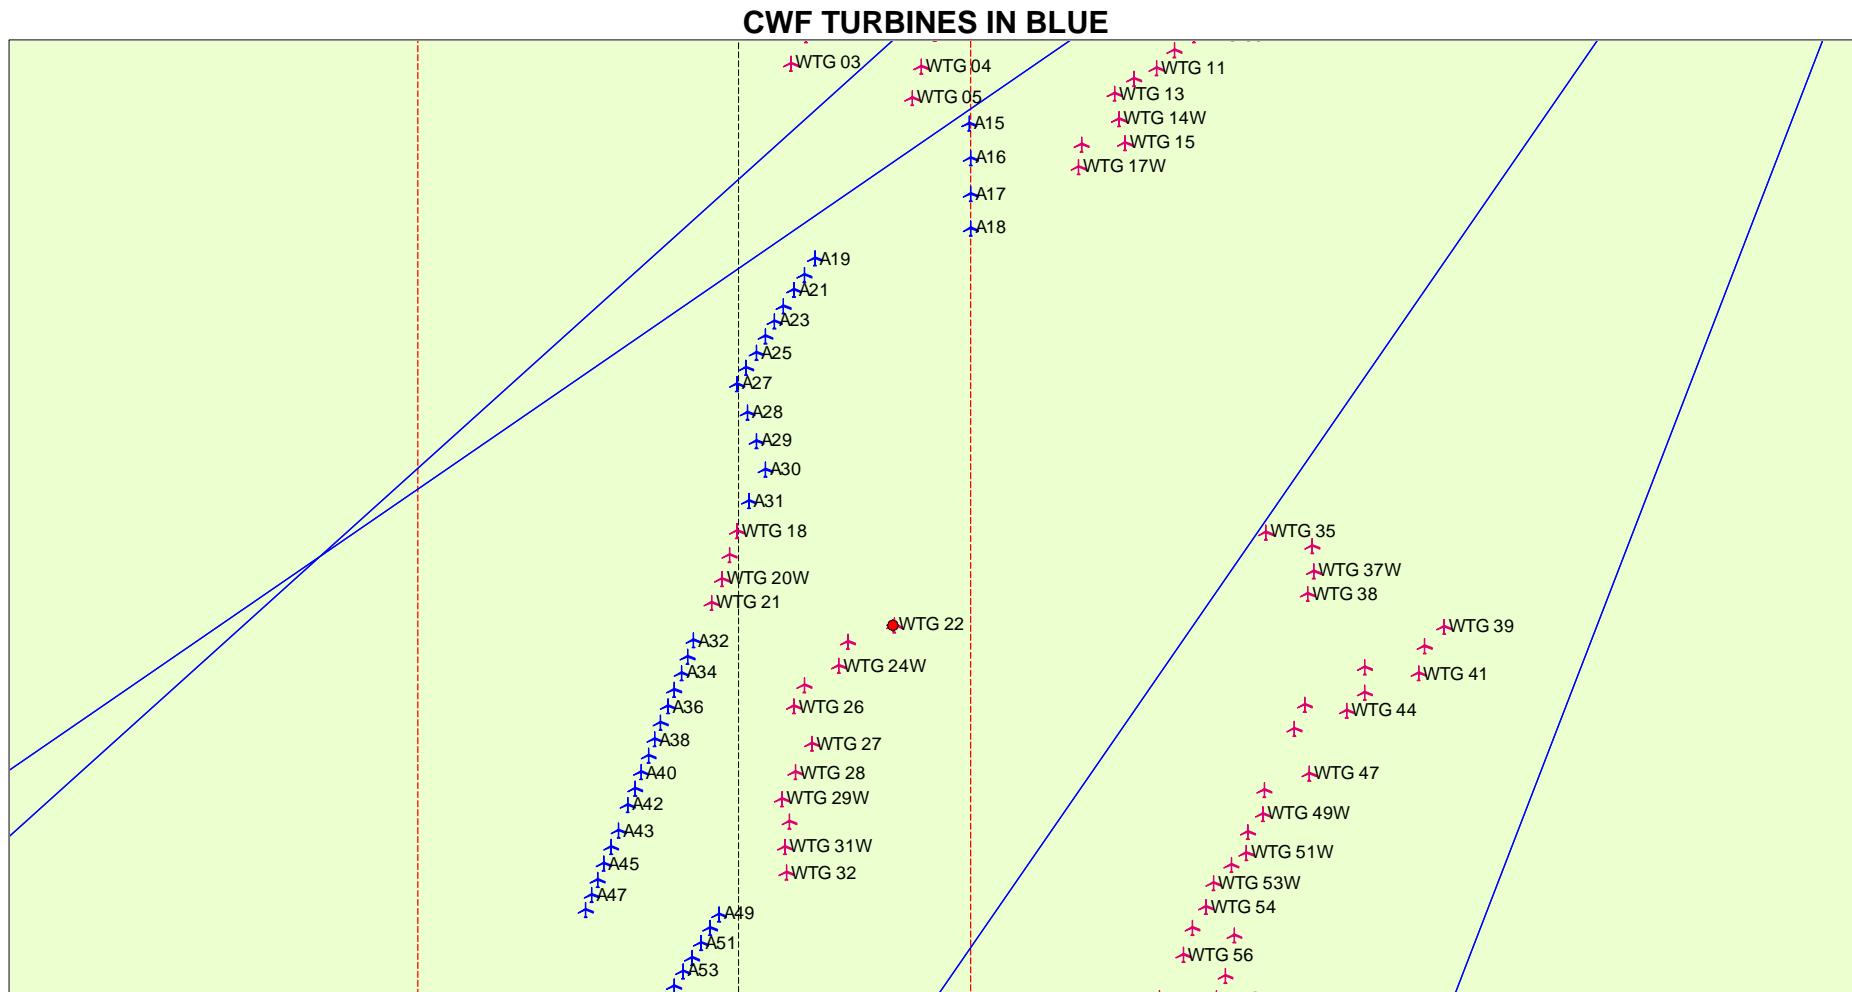 CWF TURBINES IN BLUE
WTG 03
WTG 04
WTG 11
WTG 13
WTG 05
WTG 14W
A15
WTG 15
A16
WTG 17W
A17
A18
A19
A21
A23
A25
A27
A28
A29
A30
A31
WTG 18
WTG 35
WTG 37W
WTG 20W
WTG 38
WTG 21
WTG 22
WTG 39
A32
WTG 24W
A34
WTG 41
A36
WTG 26
WTG 44
A38
WTG 27
A40
WTG 28
WTG 47
WTG 29W
A42
WTG 49W
A43
WTG 31W
WTG 51W
A45
WTG 32
WTG 53W
A47
WTG 54
A49
A51
WTG 56
A53